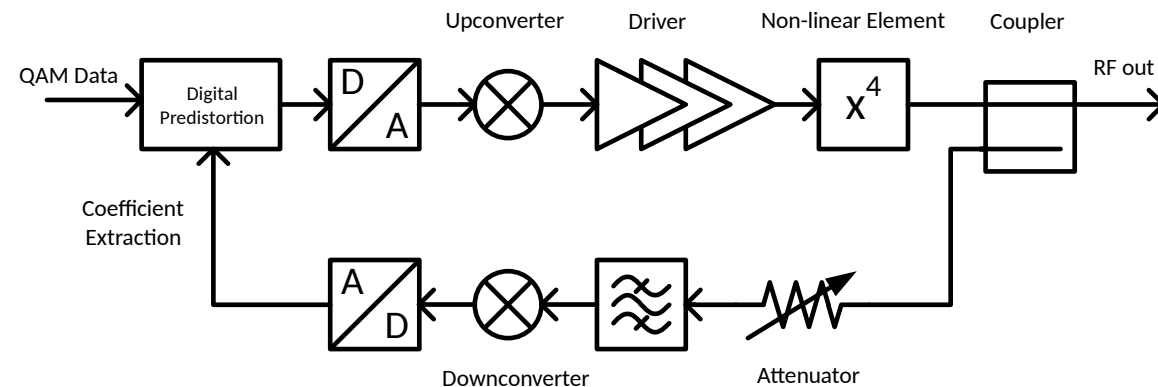 Upconverter
Driver
Non-linear Element
Coupler
QAM Data
Digital
Predistortion
D
A
x⁴
RF out
Coefficient
Extraction
A
D
Downconverter
Attenuator